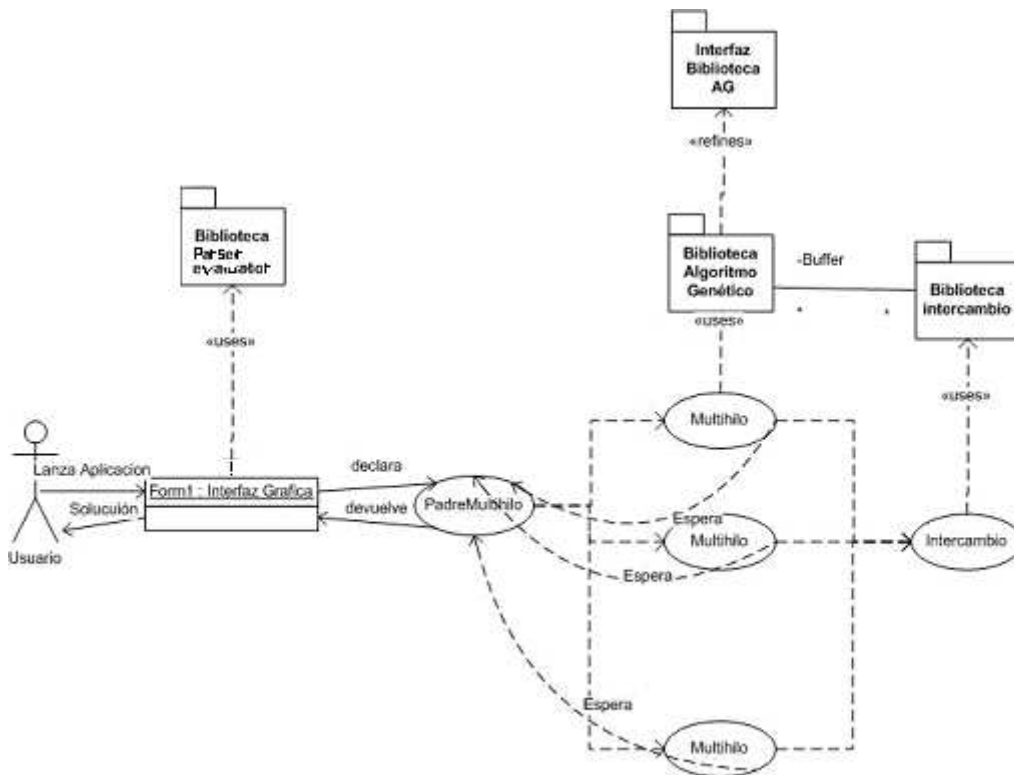 Interfaz
Biblioteca
AG
«refines»
Biblioteca
Parser
evaluator
Biblioteca
Algoritmo
Genético
-Buffer
Biblioteca
intercambio
*
*
«uses»
«uses»
«uses»
Multihilo
Lanza Aplicacion
declara
Form1 : Interfaz Grafica
Solución
devuelve
PadreMultihilo
Espera
Multihilo
Intercambio
Usuario
Espera
Espera
Multihilo